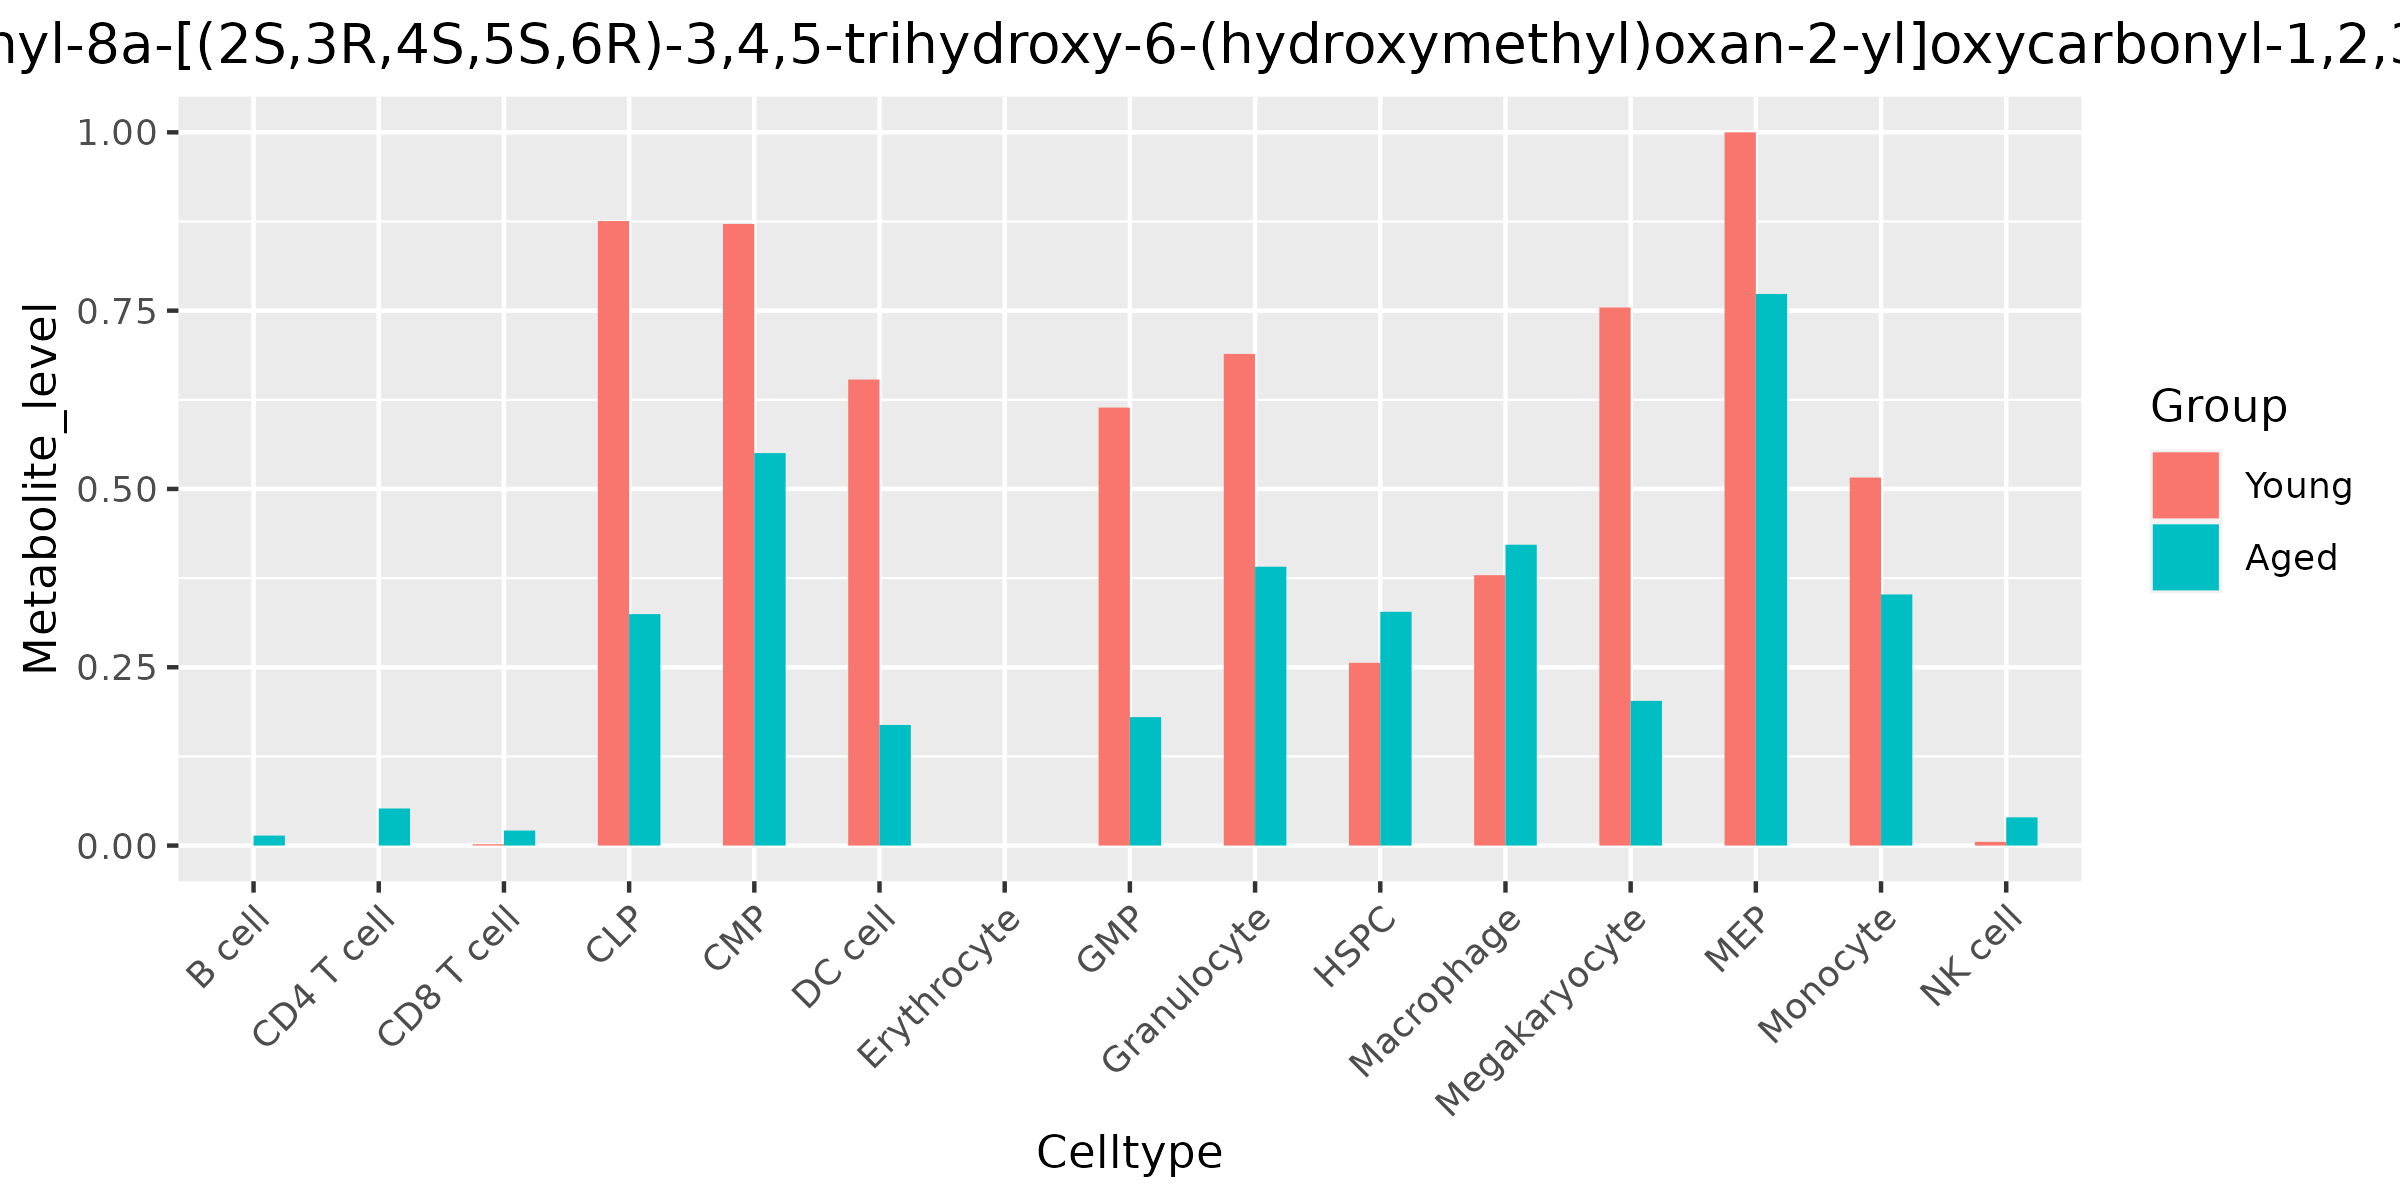 nyl-8a-[(2S,3R,4S,5S,6R)-3,4,5-trihydroxy-6-(hydroxymethyl)oxan-2-yl]oxycarbonyl-1,2,3
Metabolite_level
1.00
0.75
0.50
0.25
0.00
B cell
CD4 T cell
CD8 T cell
CLP
CMP
DC cell
Erythrocyte
GMP
Granulocyte
HSPC
Macrophage
Megakaryocyte
MEP
Monocyte
NK cell
Celltype
Group
Young
Aged